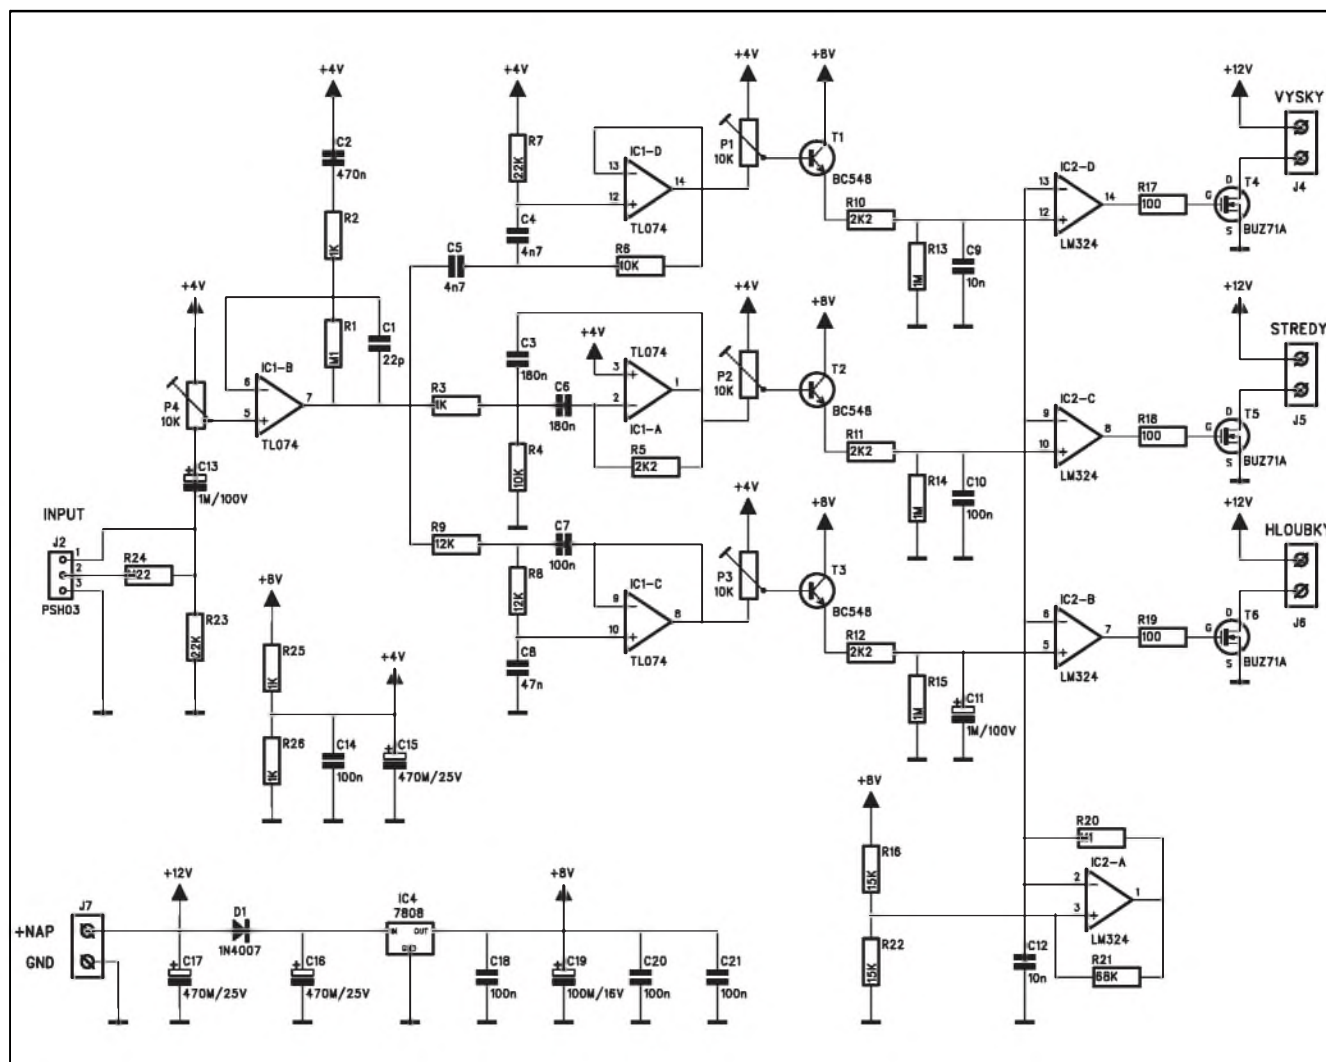 +4V
+4V
+4V
+8V
+12V
VYSKY
C2
470n
R7
22K
IC1-D
13
12
14
TL074
P1
10K
T1
BC548
IC2-D
13
12
14
LM324
R17
100
G
D
S
T4
BUZ71A
J4
R2
1K
C4
4n7
C5
4n7
R6
10K
R10
2K2
R13
1M
C9
10n
+4V
+4V
+8V
+12V
STREDY
R1
M1
C1
22p
IC1-B
6
5
7
TL074
P4
10K
C3
180n
+4V
TL074
3
2
1
IC1-A
P2
10K
T2
BC548
R3
1K
C6
180n
R4
10K
R5
2K2
IC2-C
9
10
8
LM324
R18
100
G
D
S
T5
BUZ71A
J5
R11
2K2
R14
1M
C10
100n
C13
1M/100V
+
INPUT
J2
1
2
3
PSH03
R24
M22
R23
22K
R9
12K
C7
100n
R8
12K
C8
47n
IC1-C
9
10
8
TL074
+4V
+8V
+12V
HLOUBKY
P3
10K
T3
BC548
IC2-B
6
5
7
LM324
R19
100
G
D
S
T6
BUZ71A
J6
R12
2K2
R15
1M
C11
1M/100V
+
+8V
R25
1K
R26
1K
+4V
C14
100n
C15
470M/25V
+
+8V
R16
15K
R22
15K
R20
M1
IC2-A
2
3
1
LM324
R21
68K
C12
10n
+12V
+8V
J7
+NAP
GND
D1
1N4007
IC4
7808
IN
OUT
GND
C17
470M/25V
+
C16
470M/25V
+
C18
100n
C19
100M/16V
+
C20
100n
C21
100n